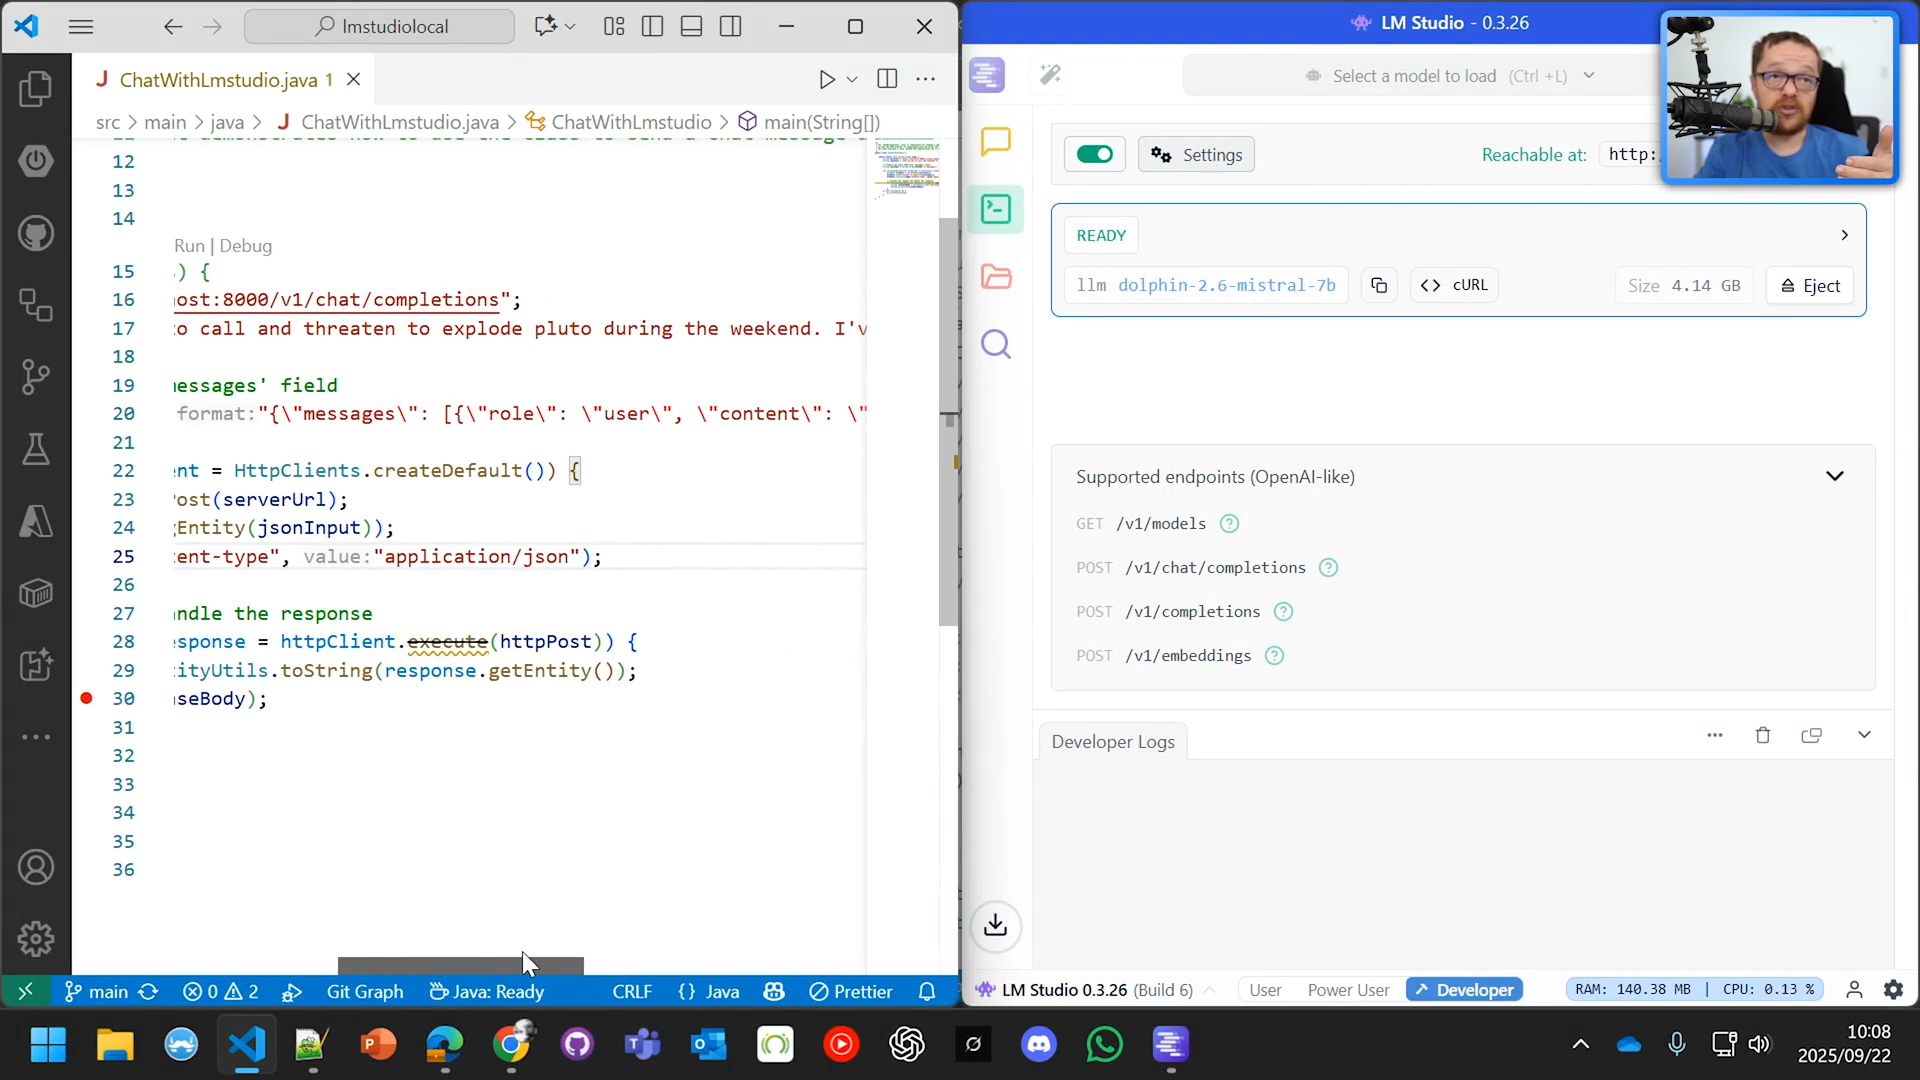 lmstudiolocal
LM Studio - 0.3.26
ChatWithLmstudio.java 1
Select a model to load (Ctrl +L)
src > main > java > J ChatWithLmstudio.java > ChatWithLmstudio > main(String[])
Settings
Reachable at: http:
12
13
14
Run | Debug
15 ) {
16 ost:8000/v1/chat/completions";
17 o call and threaten to explode pluto during the weekend. I'v
18
19 essages' field
20 format:"{\"messages\": [{\"role\": \"user\", \"content\": \"
21
22 nt = HttpClients.createDefault()) {
23 ost(serverUrl);
24 gEntity(jsonInput));
25 ent-type", value:"application/json");
26
27 ndle the response
28 sponse = httpClient.execute(httpPost)) {
29 ityUtils.toString(response.getEntity());
30 seBody);
31
32
33
34
35
36
READY
llm dolphin-2.6-mistral-7b
cURL
Size 4.14 GB
Eject
Supported endpoints (OpenAI-like)
GET /v1/models
POST /v1/chat/completions
POST /v1/completions
POST /v1/embeddings
Developer Logs
main 0 2 Git Graph Java: Ready CRLF {} Java Prettier
LM Studio 0.3.26 (Build 6) User Power User Developer RAM: 140.38 MB | CPU: 0.13 %
10:08
2025/09/22